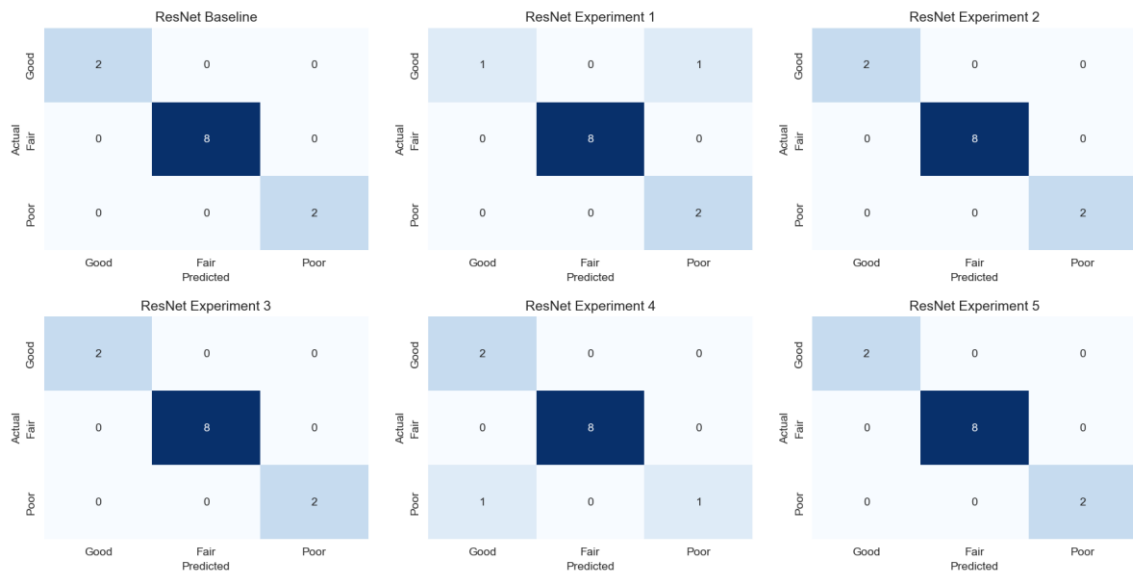 ResNet Baseline
Good 2 0 0
Actual
Fair 0 8 0
Poor 0 0 2
Good Fair Poor
Predicted
ResNet Experiment 1
Good 1 0 1
Actual
Fair 0 8 0
Poor 0 0 2
Good Fair Poor
Predicted
ResNet Experiment 2
Good 2 0 0
Actual
Fair 0 8 0
Poor 0 0 2
Good Fair Poor
Predicted
ResNet Experiment 3
Good 2 0 0
Actual
Fair 0 8 0
Poor 0 0 2
Good Fair Poor
Predicted
ResNet Experiment 4
Good 2 0 0
Actual
Fair 0 8 0
Poor 1 0 1
Good Fair Poor
Predicted
ResNet Experiment 5
Good 2 0 0
Actual
Fair 0 8 0
Poor 0 0 2
Good Fair Poor
Predicted